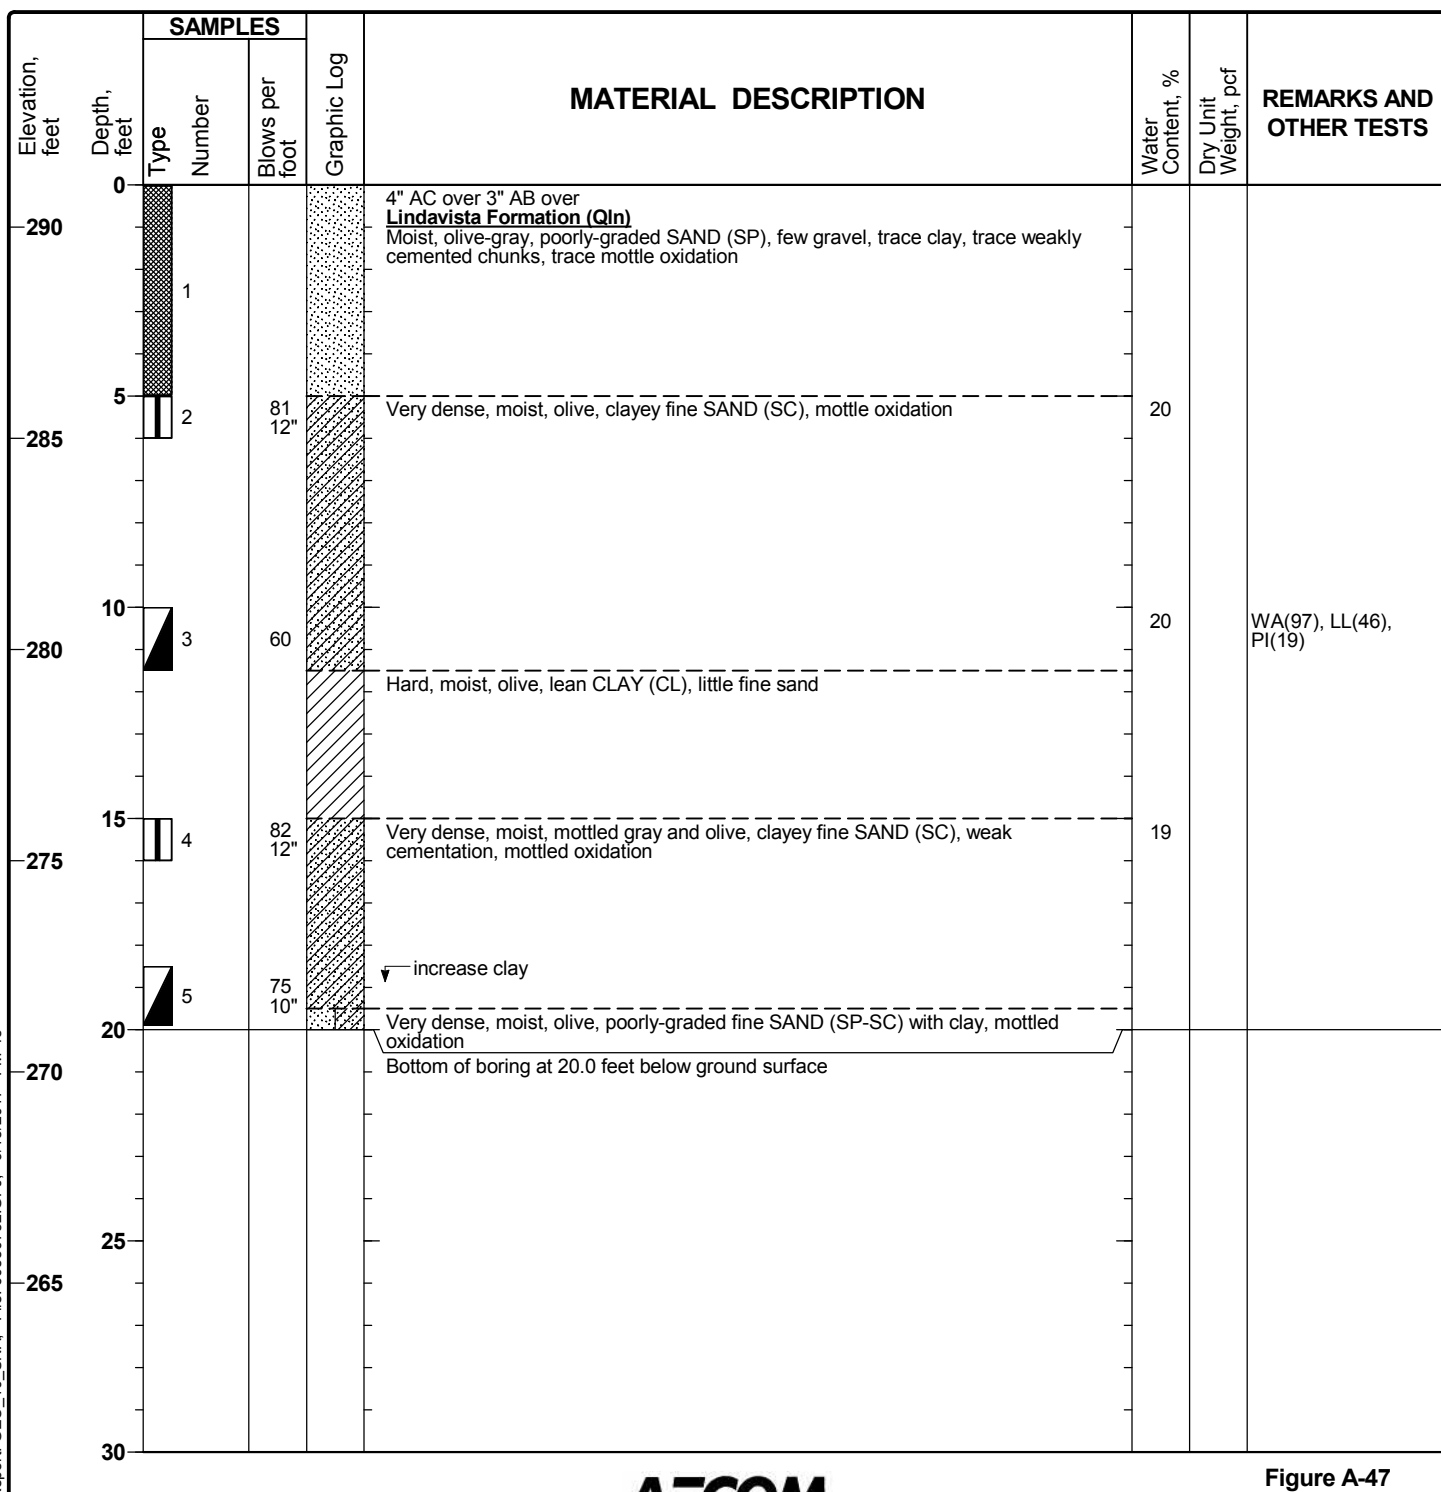 SAMPLES
Elevation,
feet
Depth,
feet
Type
Number
Blows per
foot
Graphic Log
MATERIAL DESCRIPTION
Water
Content, %
Dry Unit
Weight, pcf
REMARKS AND
OTHER TESTS
0
4" AC over 3" AB over
Lindavista Formation (Qln)
290
Moist, olive-gray, poorly-graded SAND (SP), few gravel, trace clay, trace weakly
cemented chunks, trace mottle oxidation
1
5
2
81
12"
Very dense, moist, olive, clayey fine SAND (SC), mottle oxidation
20
285
10
3
60
20
WA(97), LL(46),
PI(19)
280
Hard, moist, olive, lean CLAY (CL), little fine sand
15
4
82
12"
Very dense, moist, mottled gray and olive, clayey fine SAND (SC), weak
cementation, mottled oxidation
19
275
increase clay
5
75
10"
20
Very dense, moist, olive, poorly-graded fine SAND (SP-SC) with clay, mottled
oxidation
Bottom of boring at 20.0 feet below ground surface
270
25
265
30
AECOM
Figure A-47